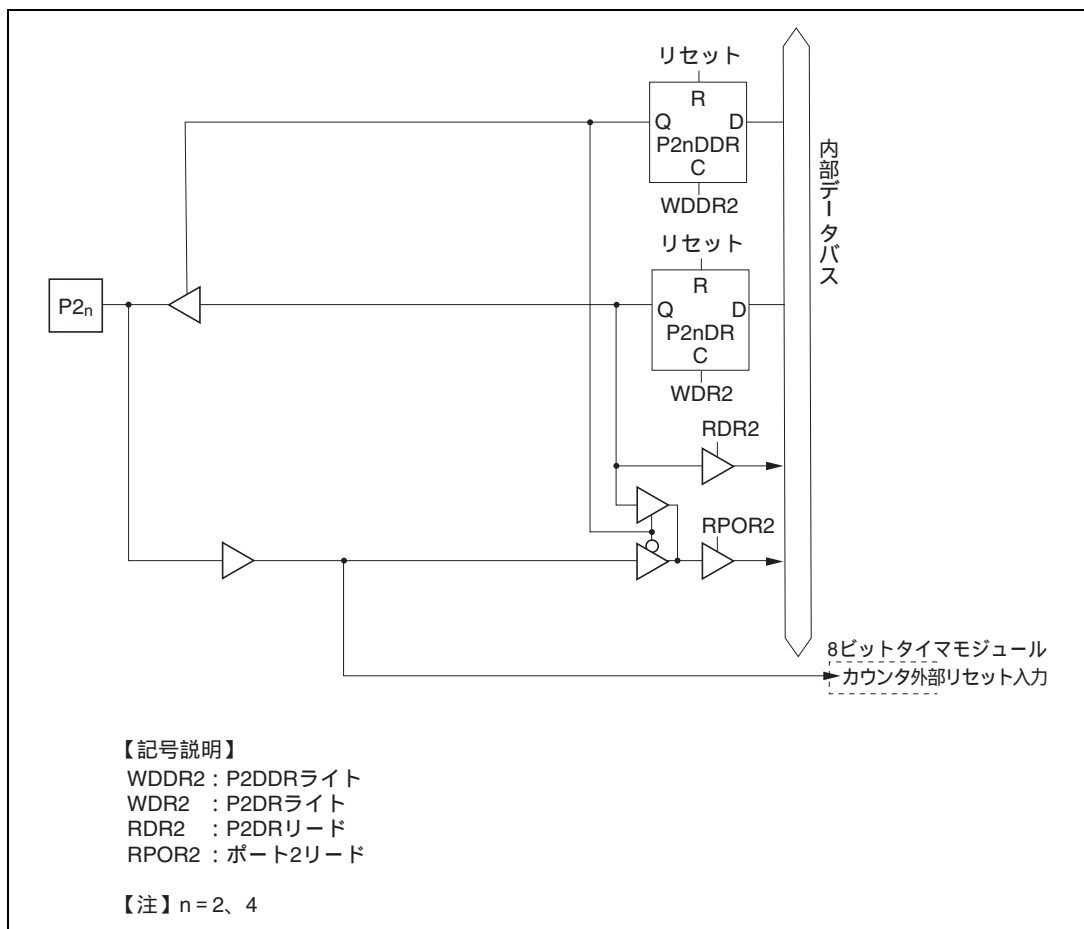 リセット
R
Q D
P2nDDR
C
WDDR2
リセット
R
Q D
P2nDR
C
WDR2
内部データバス
P2n
RDR2
RPOR2
8ビットタイマモジュール
カウンタ外部リセット入力
【記号説明】
WDDR2 : P2DDRライト
WDR2 : P2DRライト
RDR2 : P2DRリード
RPOR2 : ポート2リード
【注】n = 2、4